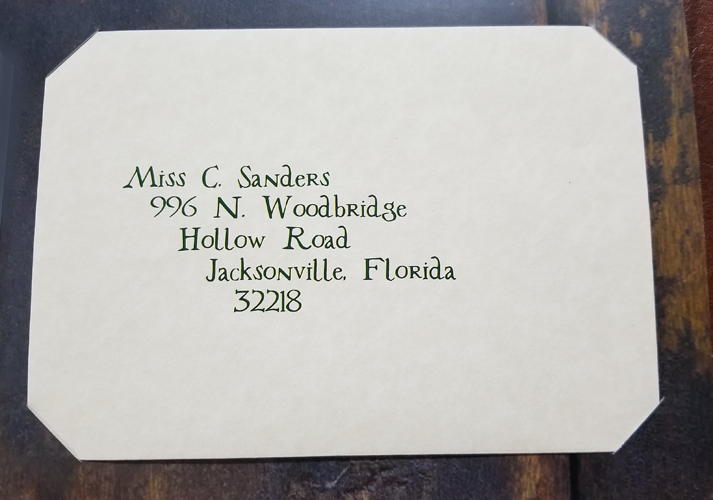 Miss C. Sanders
996 N. Woodbridge
Hollow Road
Jacksonville, Florida
32218